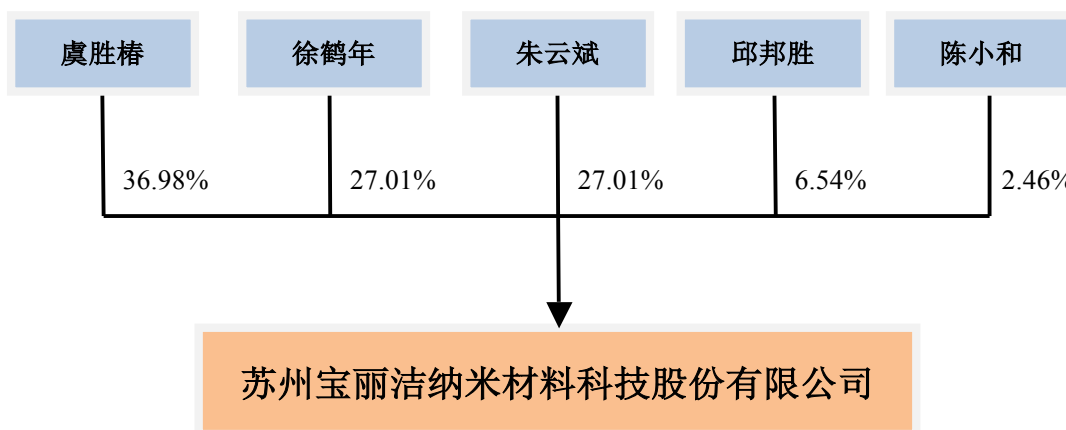 虞胜椿 徐鹤年 朱云斌 邱邦胜 陈小和
36.98% 27.01% 27.01% 6.54% 2.46%
苏州宝丽洁纳米材料科技股份有限公司